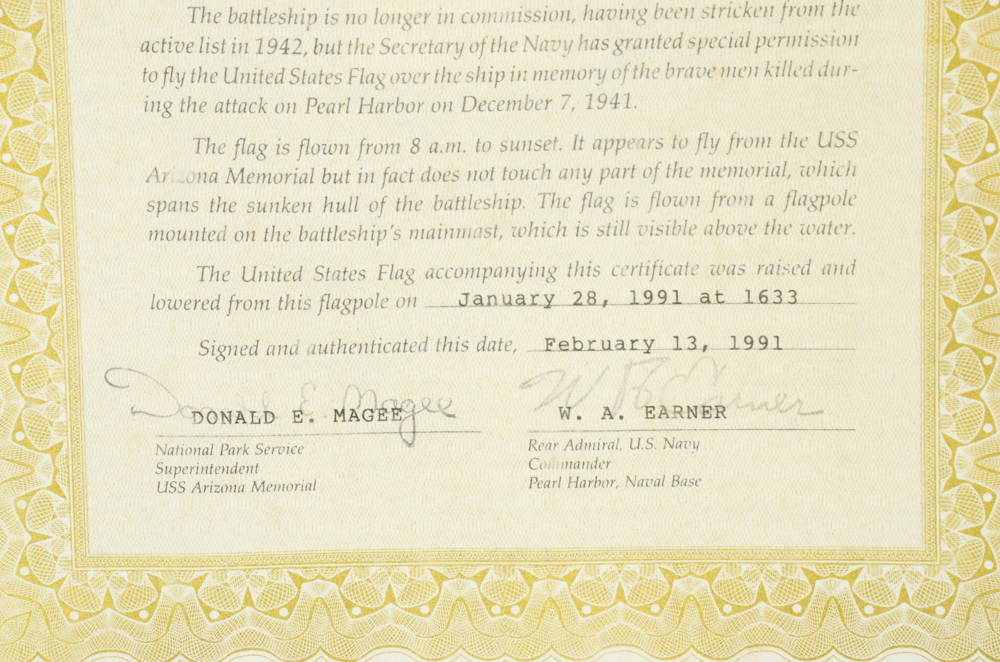 The battleship is no longer in commission, having been stricken from the
active list in 1942, but the Secretary of the Navy has granted special permission
to fly the United States Flag over the ship in memory of the brave men killed dur-
ing the attack on Pearl Harbor on December 7, 1941.
The flag is flown from 8 a.m. to sunset. It appears to fly from the USS
Arizona Memorial but in fact does not touch any part of the memorial, which
spans the sunken hull of the battleship. The flag is flown from a flagpole
mounted on the battleship's mainmast, which is still visible above the water.
The United States Flag accompanying this certificate was raised and
lowered from this flagpole on January 28, 1991 at 1633
Signed and authenticated this date, February 13, 1991
Donald E. Magee
W A Earner
DONALD E. MAGEE
W. A. EARNER
National Park Service
Superintendent
USS Arizona Memorial
Rear Admiral, U.S. Navy
Commander
Pearl Harbor, Naval Base